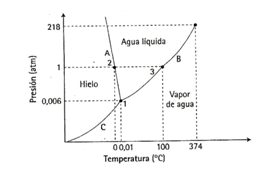 218
Agua líquida
A
B
1
2
3
Hielo
Vapor
de agua
0,006
1
C
0 0,01 100 374
Temperatura (°C)
Presión (atm)